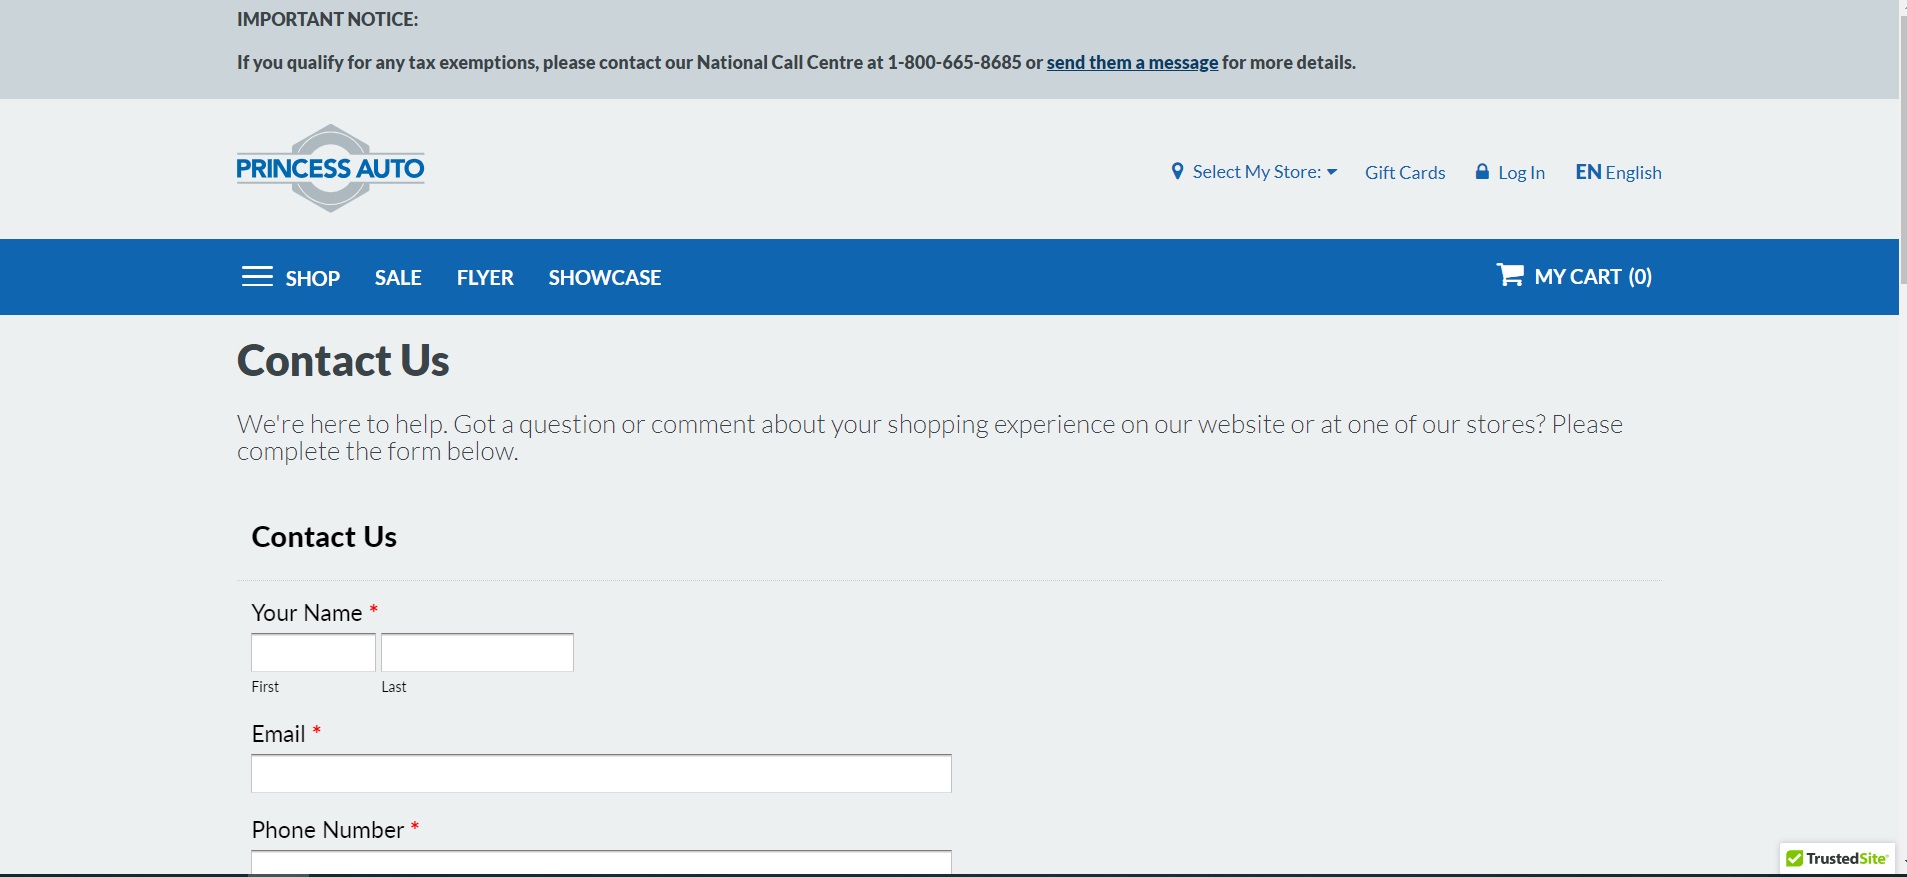 IMPORTANT NOTICE:
If you qualify for any tax exemptions, please contact our National Call Centre at 1-800-665-8685 or send them a message for more details.
PRINCESS AUTO
Select My Store:
Gift Cards
Log In
EN English
SHOP
SALE
FLYER
SHOWCASE
MY CART (0)
Contact Us
We're here to help. Got a question or comment about your shopping experience on our website or at one of our stores? Please
complete the form below.
Contact Us
Your Name *
First
Last
Email *
Phone Number *
TrustedSite